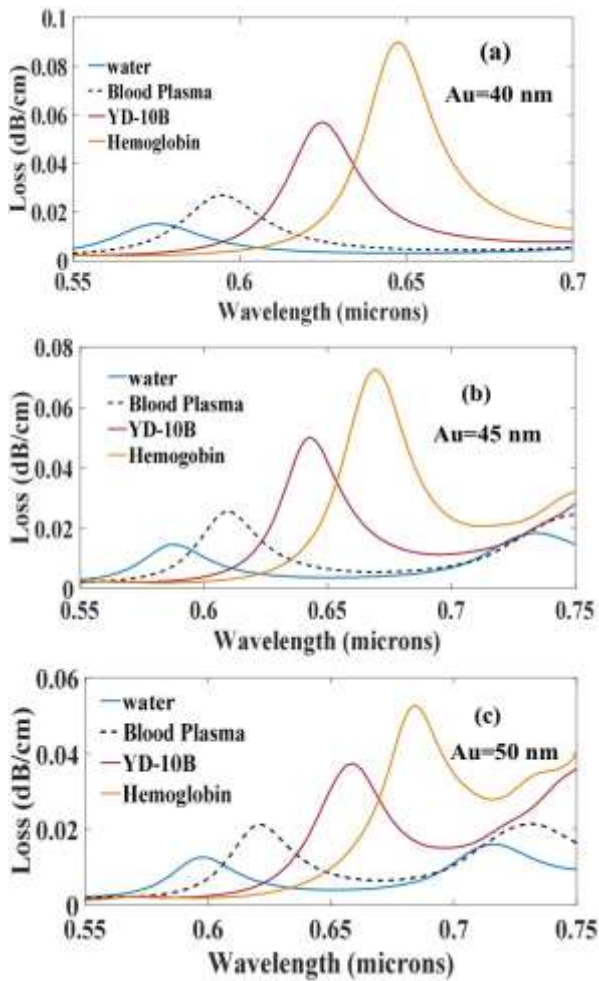 0.1
0.08
0.06
0.04
0.02
0
Loss (dB/cm)
water
Blood Plasma
YD-10B
Hemoglobin
(a)
Au=40 nm
0.55 0.6 0.65 0.7
Wavelength (microns)
0.08
0.06
0.04
0.02
0
Loss (dB/cm)
water
Blood Plasma
YD-10B
Hemogobin
(b)
Au=45 nm
0.55 0.6 0.65 0.7 0.75
Wavelength (microns)
0.06
0.04
0.02
0
Loss (dB/cm)
water
Blood Plasma
YD-10B
Hemoglobin
(c)
Au=50 nm
0.55 0.6 0.65 0.7 0.75
Wavelength (microns)